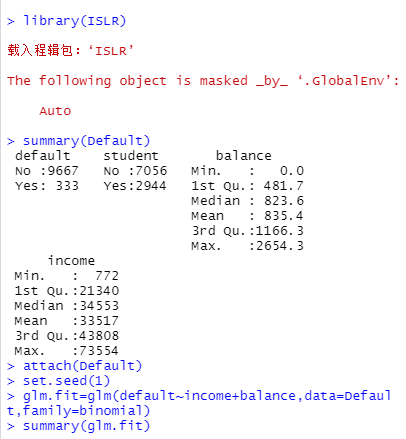 > library(ISLR)
载入程辑包：‘ISLR’
The following object is masked _by_ ‘.GlobalEnv’:
Auto
> summary(Default)
default    student       balance
No :9667   No :7056   Min.   :   0.0
Yes: 333   Yes:2944   1st Qu.: 481.7
Median : 823.6
Mean   : 835.4
3rd Qu.:1166.3
Max.   :2654.3
income
Min.   :  772
1st Qu.:21340
Median :34553
Mean   :33517
3rd Qu.:43808
Max.   :73554
> attach(Default)
> set.seed(1)
> glm.fit=glm(default~income+balance,data=Defaul
t,family=binomial)
> summary(glm.fit)